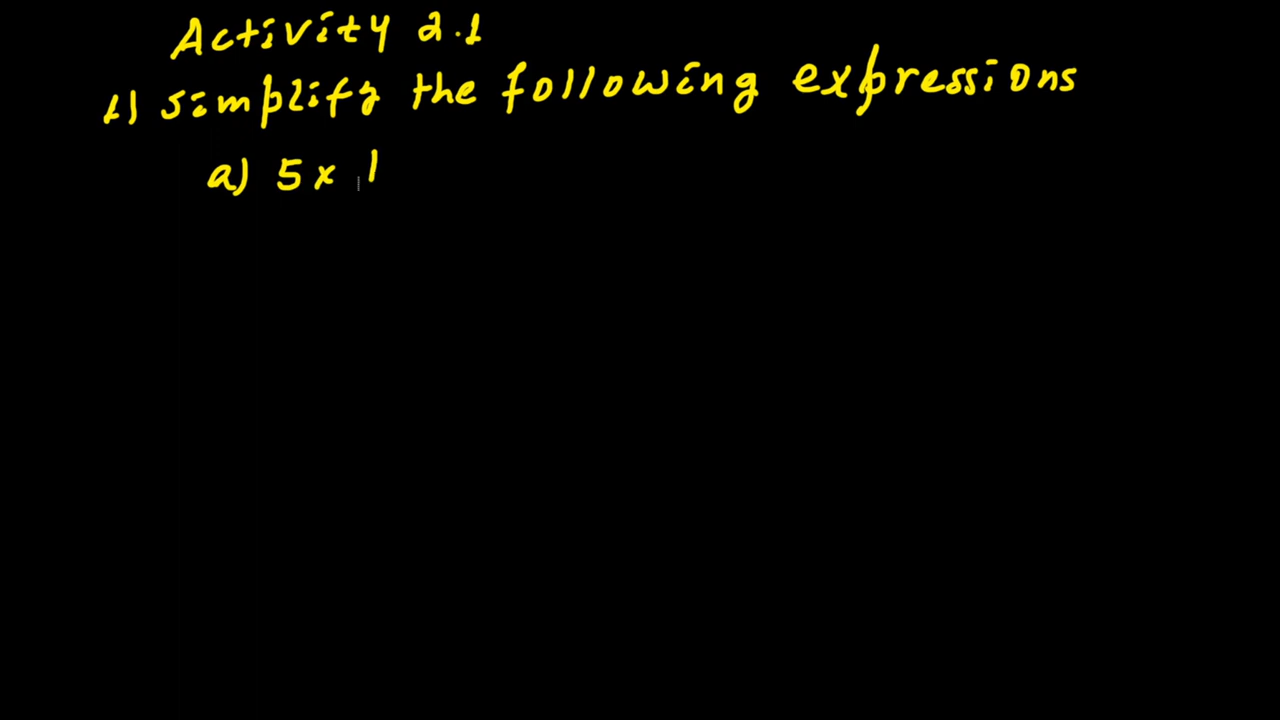 Activity 2.1
1) simplify the following expressions
a) 5x 1